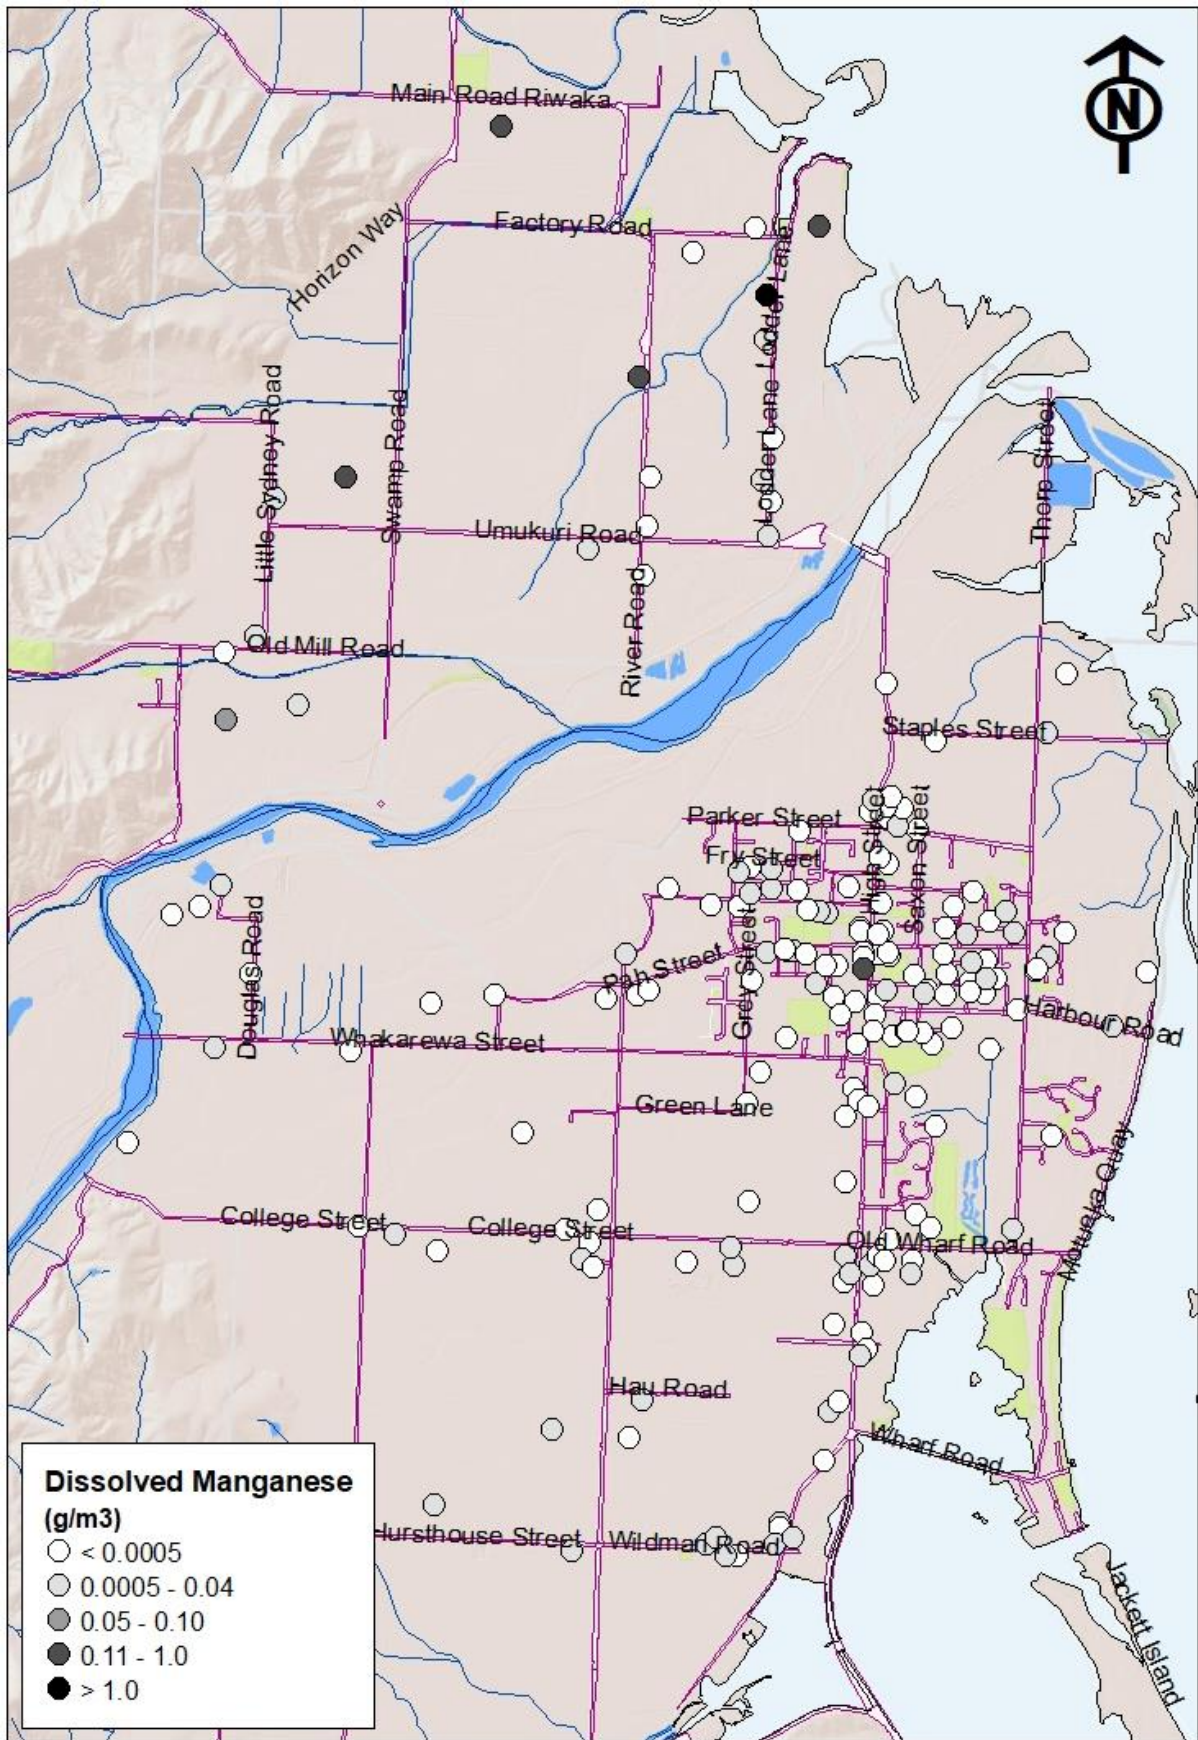 N
Main Road Riwaka
Horizon Way
Factory Road
Lodder Lane
Lodder Lane
Little Sydney Road
Swamp Road
Thorp Street
Umukuri Road
River Road
Old Mill Road
Staples Street
Parker Street
High Street
Saxon Street
Fry Street
Grey Street
Pah Street
Douglas Road
Harbour Road
Whakarewa Street
Green Lane
Motueka Quay
College Street
College Street
Old Wharf Road
Hau Road
Wharf Road
Hursthouse Street
Wildman Road
Jackett Island
Dissolved Manganese
(g/m3)
< 0.0005
0.0005 - 0.04
0.05 - 0.10
0.11 - 1.0
> 1.0